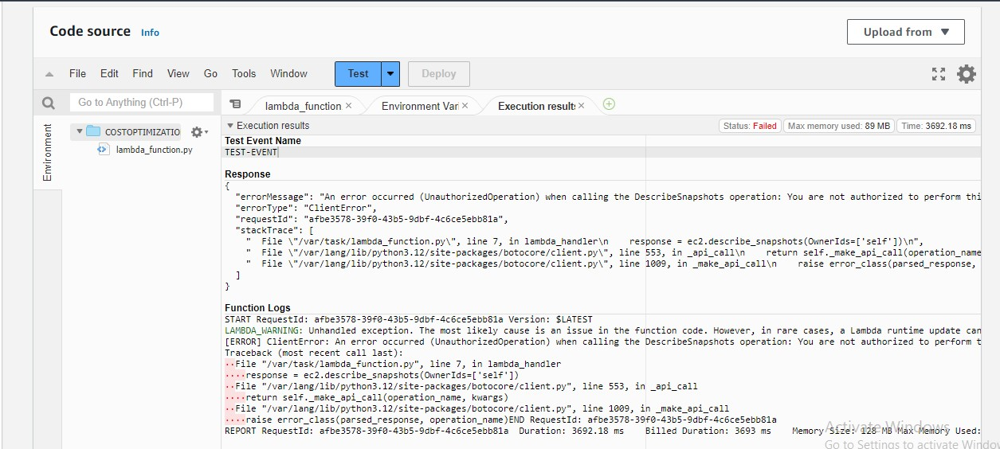 Code source Info
Upload from
File Edit Find View Go Tools Window Test Deploy
Go to Anything (Ctrl-P)
lambda_function × Environment Var × Execution results ×
Environment
COSTOPTIMIZATIO
lambda_function.py
Execution results
Status: Failed Max memory used: 89 MB Time: 3692.18 ms
Test Event Name
TEST-EVENT
Response
{
"errorMessage": "An error occurred (UnauthorizedOperation) when calling the DescribeSnapshots operation: You are not authorized to perform thi
"errorType": "ClientError",
"requestId": "afbe3578-39f0-43b5-9dbf-4c6ce5ebb81a",
"stackTrace": [
"  File \"/var/task/lambda_function.py\", line 7, in lambda_handler\n    response = ec2.describe_snapshots(OwnerIds=['self'])\n",
"  File \"/var/lang/lib/python3.12/site-packages/botocore/client.py\", line 553, in _api_call\n    return self._make_api_call(operation_name
"  File \"/var/lang/lib/python3.12/site-packages/botocore/client.py\", line 1009, in _make_api_call\n    raise error_class(parsed_response,
]
}
Function Logs
START RequestId: afbe3578-39f0-43b5-9dbf-4c6ce5ebb81a Version: $LATEST
LAMBDA_WARNING: Unhandled exception. The most likely cause is an issue in the function code. However, in rare cases, a Lambda runtime update can
[ERROR] ClientError: An error occurred (UnauthorizedOperation) when calling the DescribeSnapshots operation: You are not authorized to perform t
Traceback (most recent call last):
··File "/var/task/lambda_function.py", line 7, in lambda_handler
····response = ec2.describe_snapshots(OwnerIds=['self'])
··File "/var/lang/lib/python3.12/site-packages/botocore/client.py", line 553, in _api_call
····return self._make_api_call(operation_name, kwargs)
··File "/var/lang/lib/python3.12/site-packages/botocore/client.py", line 1009, in _make_api_call
····raise error_class(parsed_response, operation_name)END RequestId: afbe3578-39f0-43b5-9dbf-4c6ce5ebb81a
REPORT RequestId: afbe3578-39f0-43b5-9dbf-4c6ce5ebb81a  Duration: 3692.18 ms  Billed Duration: 3693 ms  Memory Size: 128 MB Max Memory Used:
Activate Windows
Go to Settings to activate Window